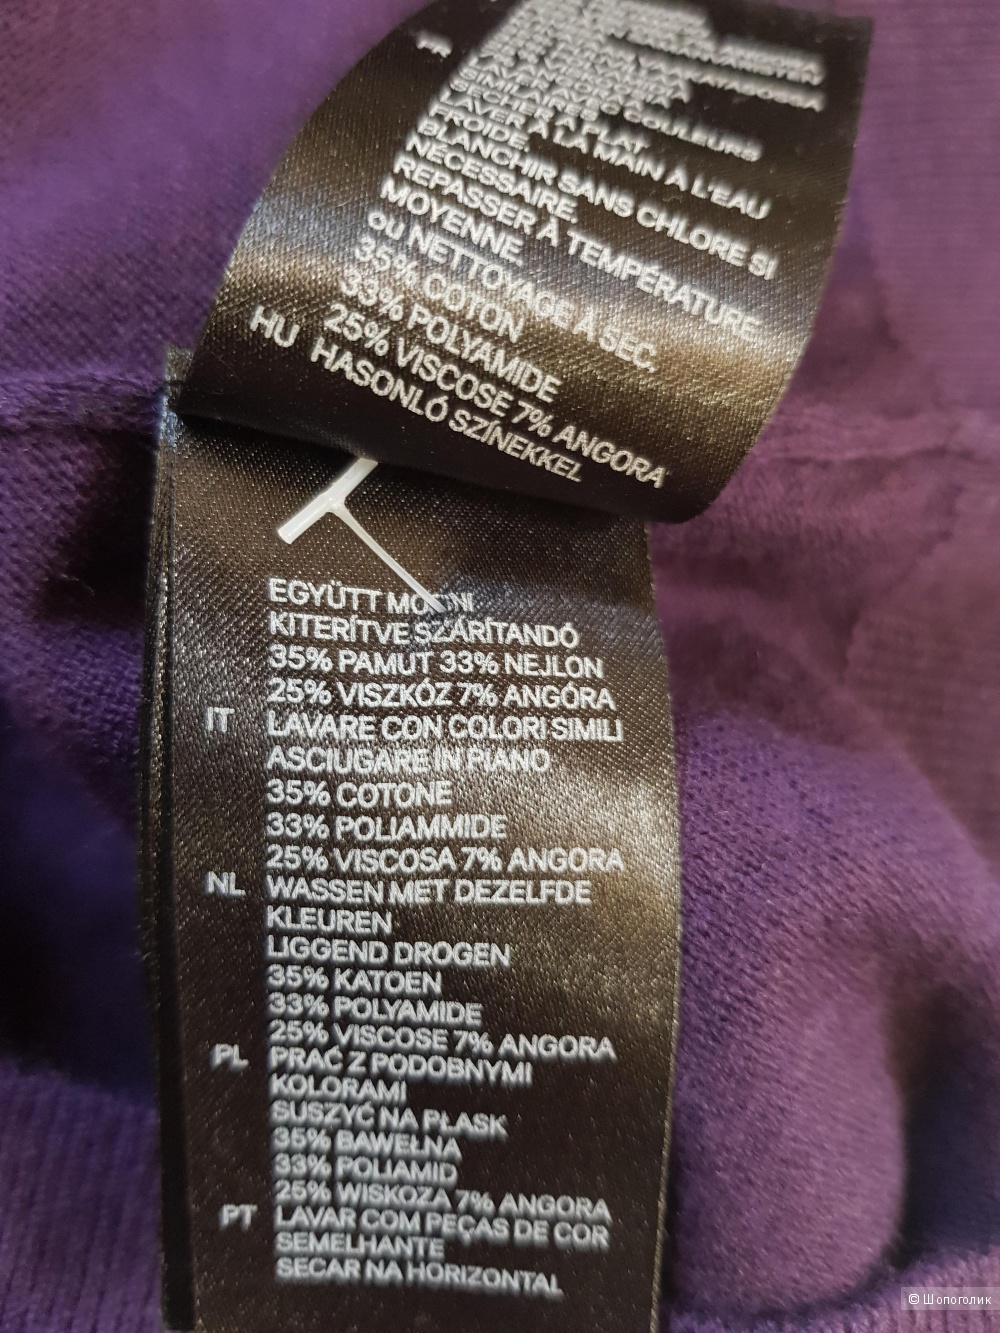 FR
SIMILAIRES
SÉCHER À PLAT
LAVER À LA MAIN À L'EAU
FROIDE.
BLANCHIR SANS CHLORE SI
NÉCESSAIRE.
REPASSER À TEMPÉRATURE
MOYENNE
ou NETTOYAGE À SEC.
35% COTON
33% POLYAMIDE
25% VISCOSE 7% ANGORA
HU HASONLÓ SZÍNEKKEL
EGYÜTT
KITERÍTVE SZÁRÍTANDÓ
35% PAMUT 33% NEJLON
25% VISZKÓZ 7% ANGÓRA
IT LAVARE CON COLORI SIMILI
ASCIUGARE IN PIANO
35% COTONE
33% POLIAMMIDE
25% VISCOSA 7% ANGORA
NL WASSEN MET DEZELFDE
KLEUREN
LIGGEND DROGEN
35% KATOEN
33% POLYAMIDE
25% VISCOSE 7% ANGORA
PL PRAĆ Z PODOBNYMI
KOLORAMI
SUSZYĆ NA PŁASK
35% BAWEŁNA
33% POLIAMID
25% WISKOZA 7% ANGORA
PT LAVAR COM PEÇAS DE COR
SEMELHANTE
SECAR NA HORIZONTAL
© Шопоголик